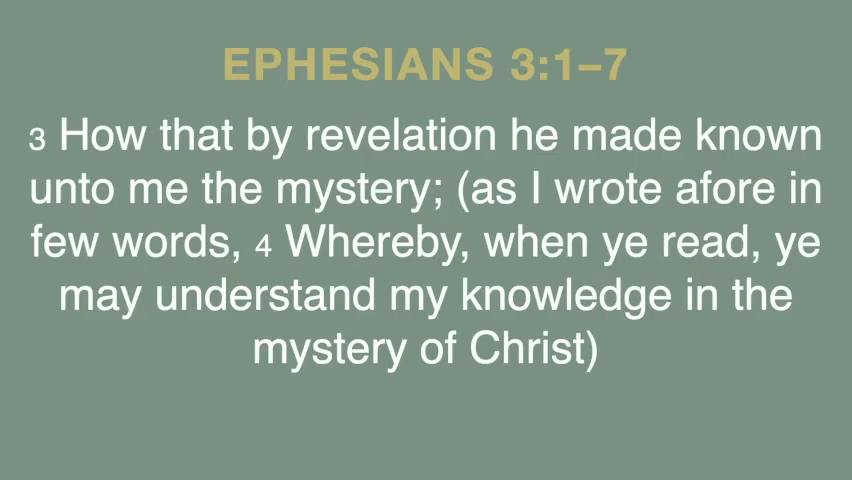 EPHESIANS 3:1–7
3 How that by revelation he made known
unto me the mystery; (as I wrote afore in
few words, 4 Whereby, when ye read, ye
may understand my knowledge in the
mystery of Christ)